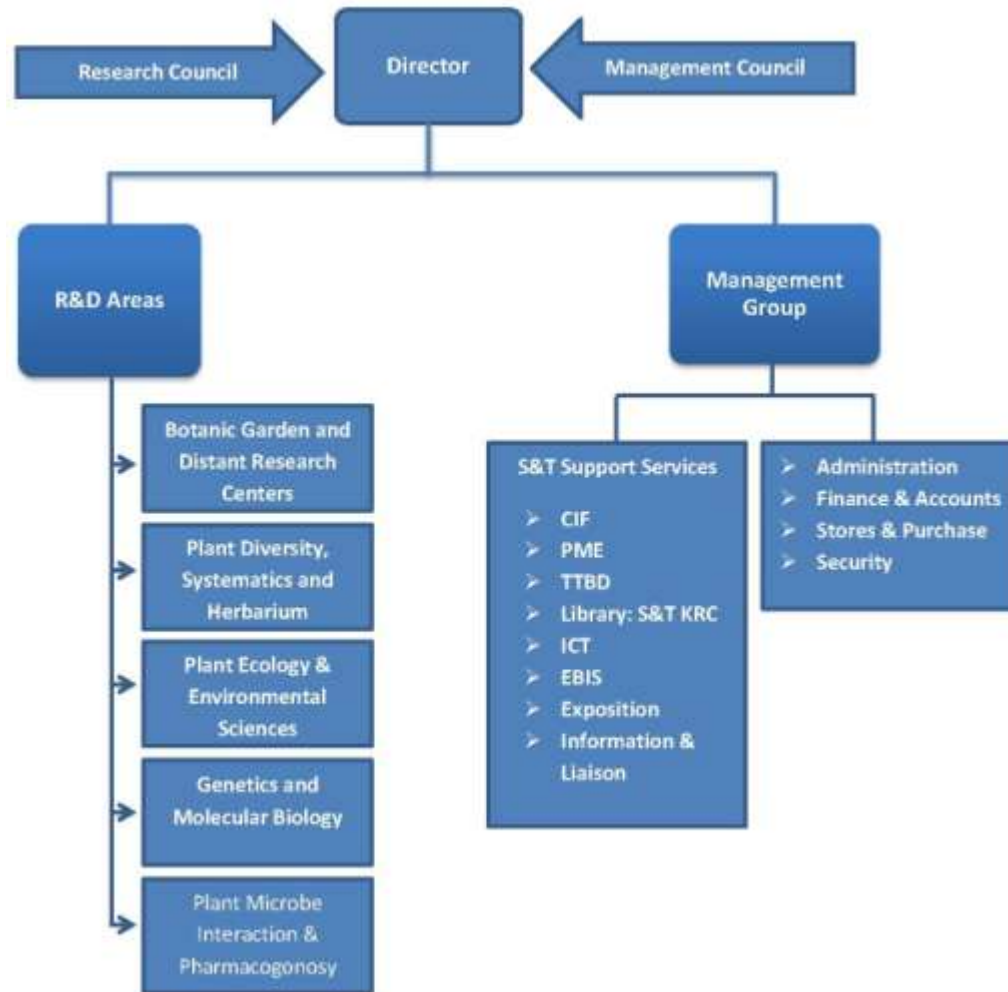 Research Council
Director
Management Council
R&D Areas
Management
Group
Botanic Garden and
Distant Research
Centers
Plant Diversity,
Systematics and
Herbarium
Plant Ecology &
Environmental
Sciences
Genetics and
Molecular Biology
Plant Microbe
Interaction &
Pharmacogonosy
S&T Support Services
CIF
PME
TTBD
Library: S&T KRC
ICT
EBIS
Exposition
Information &
Liaison
Administration
Finance & Accounts
Stores & Purchase
Security